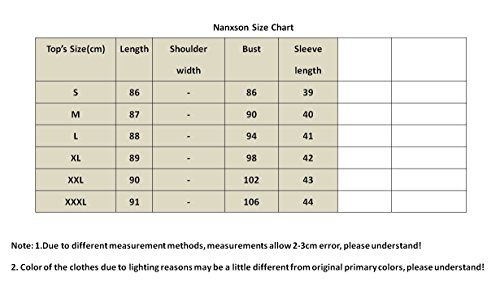 Nanxson Size Chart
Top's Size(cm) Length Shoulder width Bust Sleeve length
S 86 - 86 39
M 87 - 90 40
L 88 - 94 41
XL 89 - 98 42
XXL 90 - 102 43
XXXL 91 - 106 44
Note: 1.Due to different measurement methods, measurements allow 2-3cm error, please understand!
2. Color of the clothes due to lighting reasons may be a little different from original primary colors, please understand!